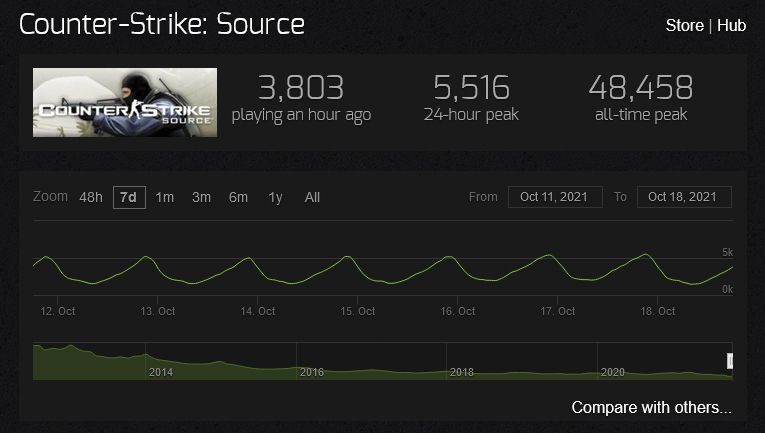 Counter-Strike: Source
Store | Hub
COUNTER STRIKE
SOURCE
3,803
playing an hour ago
5,516
24-hour peak
48,458
all-time peak
Zoom 48h 7d 1m 3m 6m 1y All
From Oct 11, 2021 To Oct 18, 2021
5k
0k
12. Oct 13. Oct 14. Oct 15. Oct 16. Oct 17. Oct 18. Oct
2014 2016 2018 2020
Compare with others...